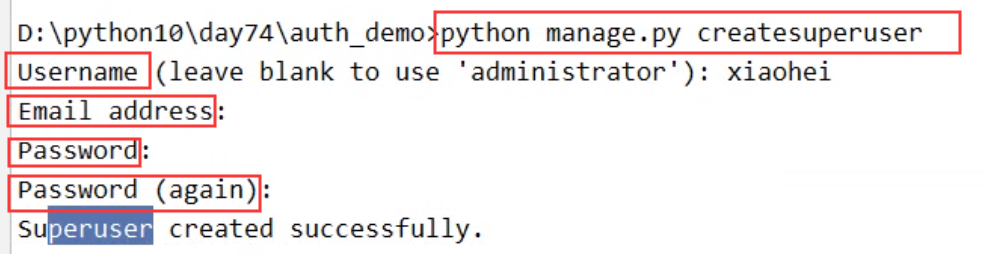 D:\python10\day74\auth_demo>python manage.py createsuperuser
Username (leave blank to use 'administrator'): xiaohei
Email address:
Password:
Password (again):
Superuser created successfully.